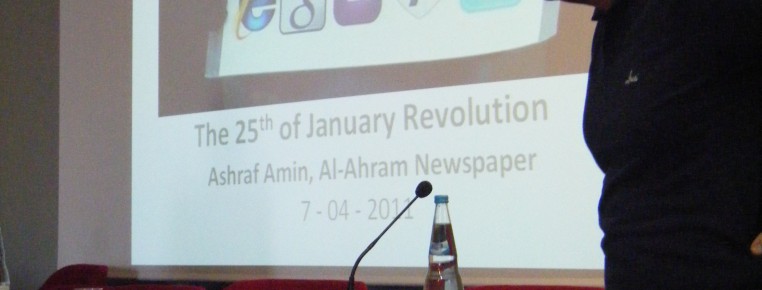 The 25th of January Revolution
Ashraf Amin, Al-Ahram Newspaper
7 - 04 - 2011